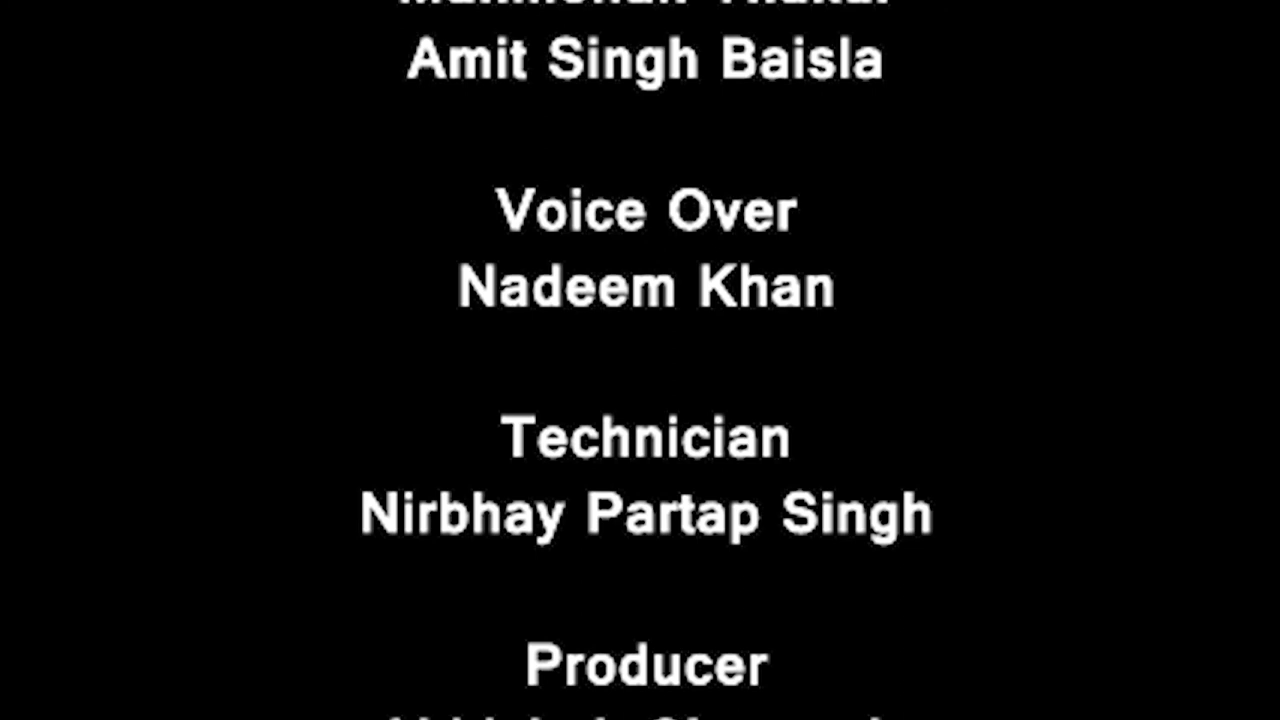 Amit Singh Baisla
Voice Over
Nadeem Khan
Technician
Nirbhay Partap Singh
Producer